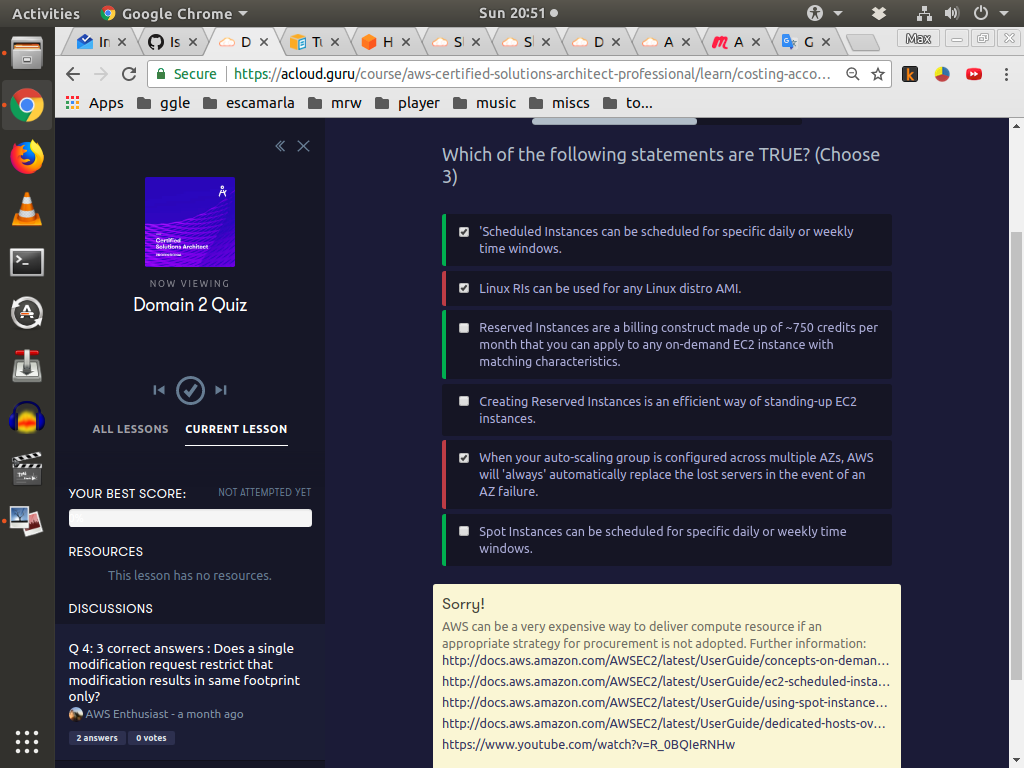 Activities
Google Chrome
Sun 20:51
In
Is
D
H
D
A
A
G
Max
Secure
https://acloud.guru/course/aws-certified-solutions-architect-professional/learn/costing-acco...
Apps
ggle
escamarla
mrw
player
music
miscs
to...
NOW VIEWING
Domain 2 Quiz
ALL LESSONS
CURRENT LESSON
YOUR BEST SCORE:
NOT ATTEMPTED YET
RESOURCES
This lesson has no resources.
DISCUSSIONS
Q 4: 3 correct answers : Does a single
modification request restrict that
modification results in same footprint
only?
AWS Enthusiast - a month ago
2 answers
0 votes
Which of the following statements are TRUE? (Choose
3)
'Scheduled Instances can be scheduled for specific daily or weekly
time windows.
Linux RIs can be used for any Linux distro AMI.
Reserved Instances are a billing construct made up of ~750 credits per
month that you can apply to any on-demand EC2 instance with
matching characteristics.
Creating Reserved Instances is an efficient way of standing-up EC2
instances.
When your auto-scaling group is configured across multiple AZs, AWS
will 'always' automatically replace the lost servers in the event of an
AZ failure.
Spot Instances can be scheduled for specific daily or weekly time
windows.
Sorry!
AWS can be a very expensive way to deliver compute resource if an
appropriate strategy for procurement is not adopted. Further information:
http://docs.aws.amazon.com/AWSEC2/latest/UserGuide/concepts-on-deman...
http://docs.aws.amazon.com/AWSEC2/latest/UserGuide/ec2-scheduled-insta...
http://docs.aws.amazon.com/AWSEC2/latest/UserGuide/using-spot-instance...
http://docs.aws.amazon.com/AWSEC2/latest/UserGuide/dedicated-hosts-ov...
https://www.youtube.com/watch?v=R_0BQIeRNHw